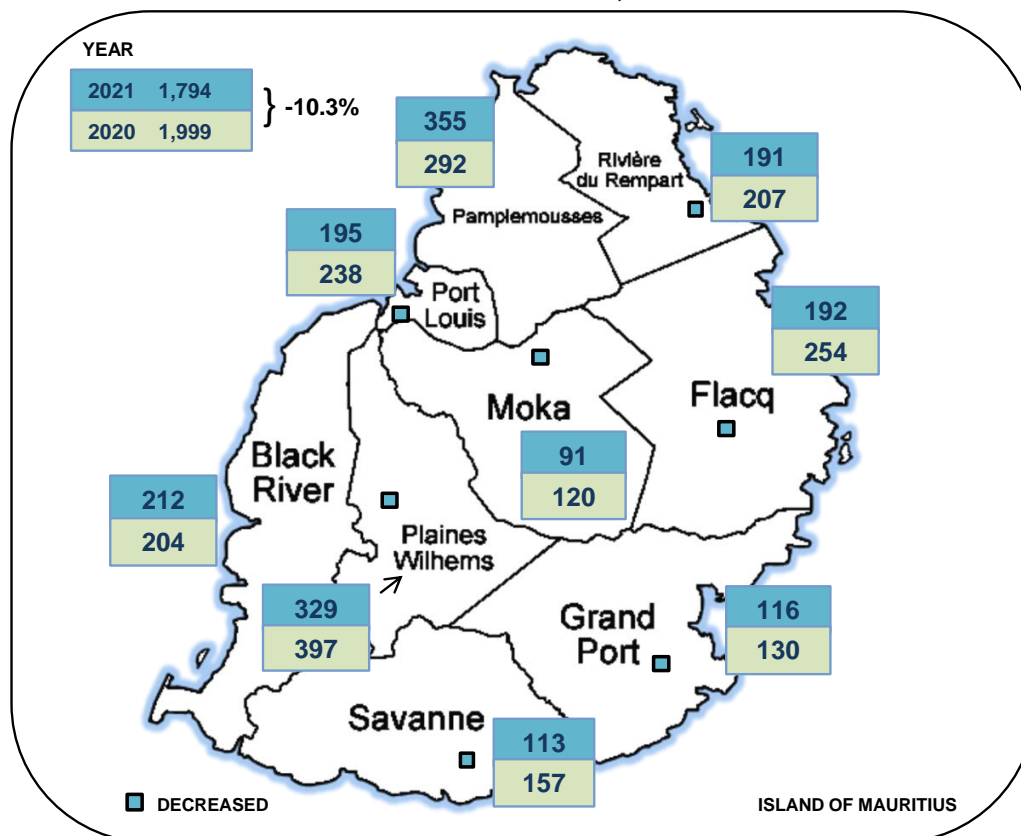 YEAR
2021 1,794
2020 1,999
} -10.3%
355
292
Rivière
du Rempart
191
207
Pamplemousses
195
238
Port
Louis
192
254
Moka
Flacq
91
120
Black
River
212
204
Plaines
Wilhems
329
397
Grand
Port
116
130
Savanne
113
157
DECREASED
ISLAND OF MAURITIUS